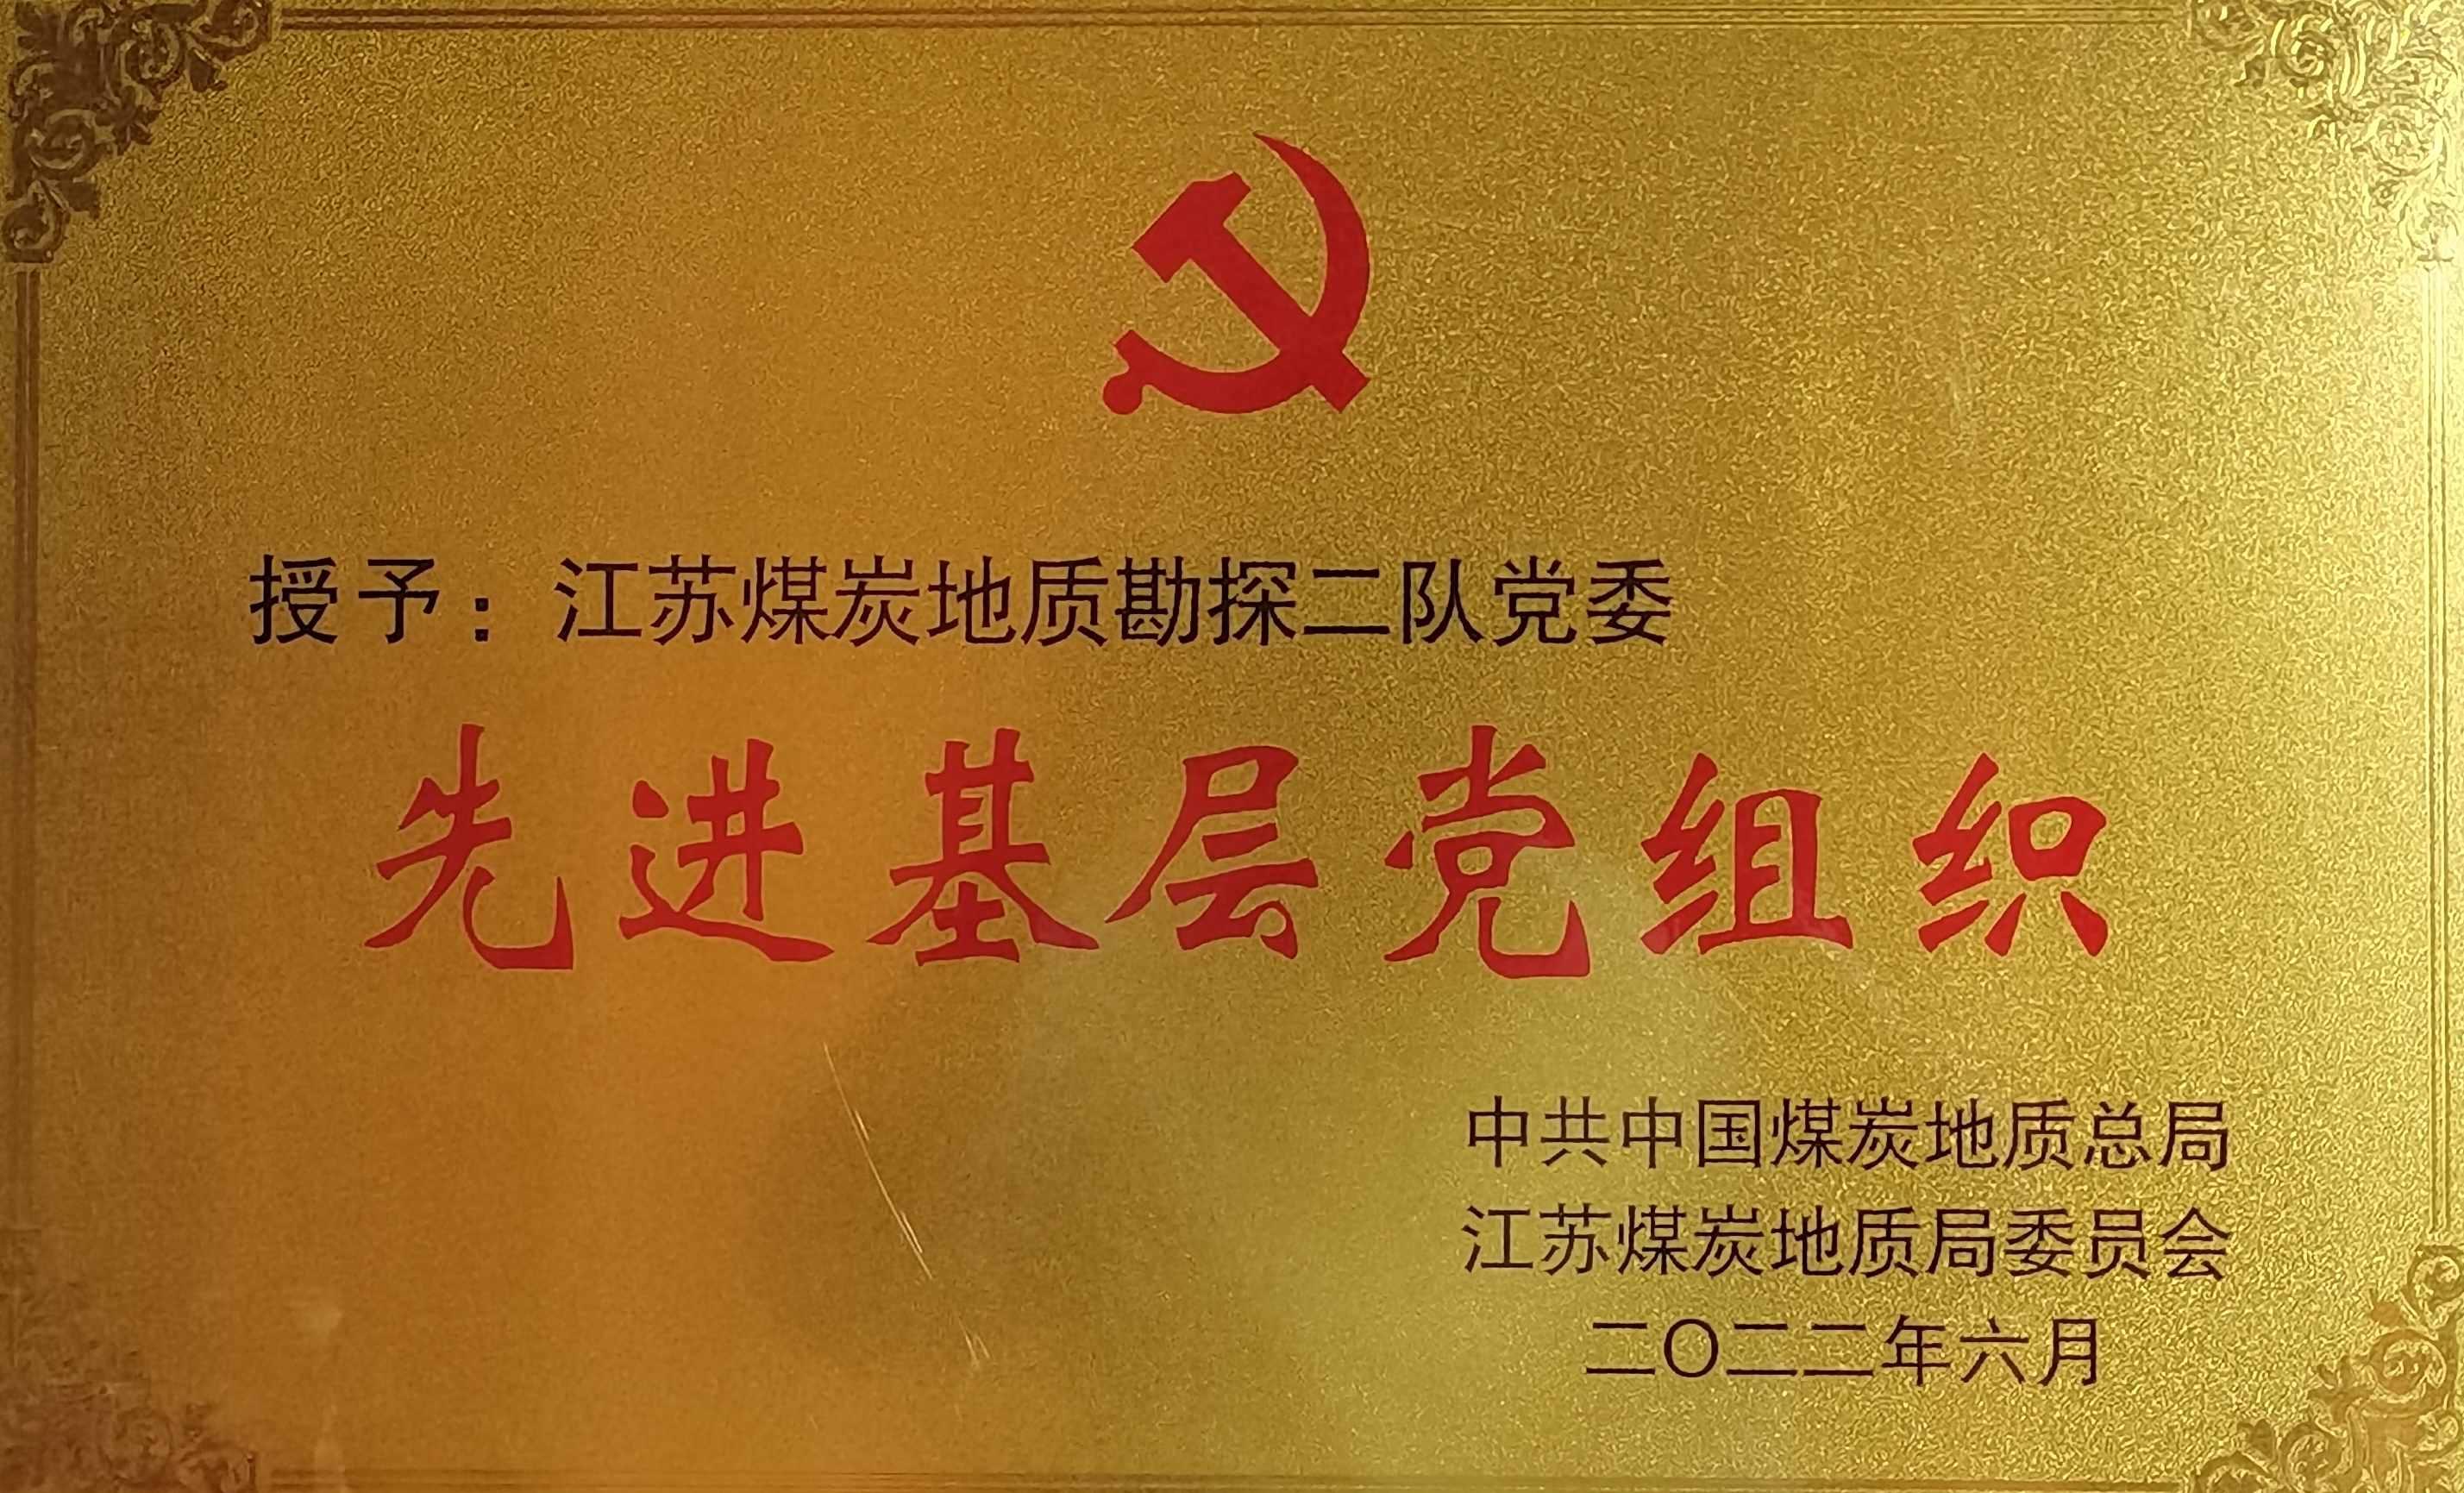 授予：江苏煤炭地质勘探二队党委
先进基层党组织
中共中国煤炭地质总局
江苏煤炭地质局委员会
二〇二二年六月